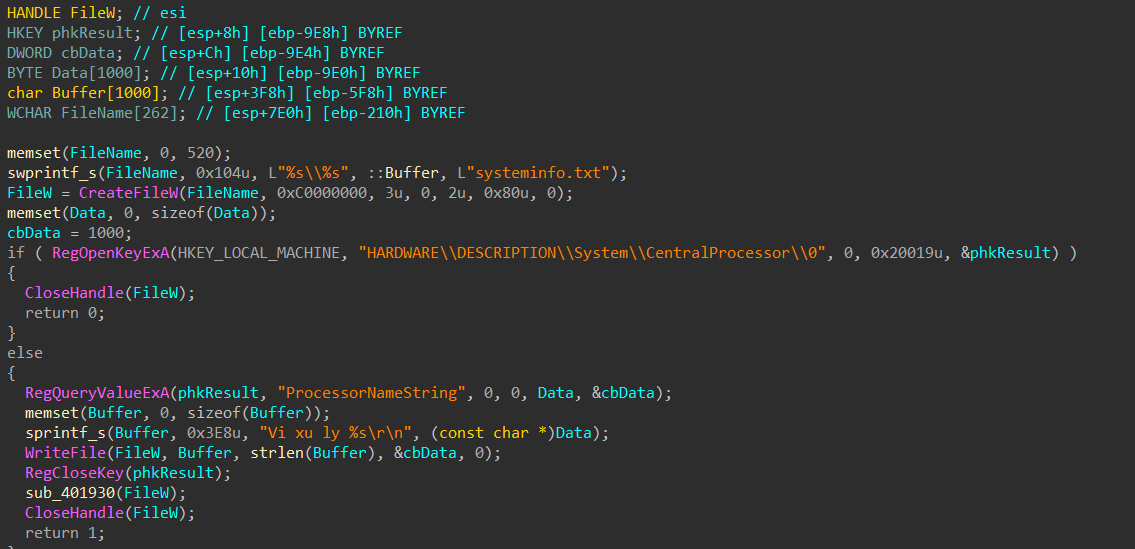 HANDLE FileW; // esi
HKEY phkResult; // [esp+8h] [ebp-9E8h] BYREF
DWORD cbData; // [esp+Ch] [ebp-9E4h] BYREF
BYTE Data[1000]; // [esp+10h] [ebp-9E0h] BYREF
char Buffer[1000]; // [esp+3F8h] [ebp-5F8h] BYREF
WCHAR FileName[262]; // [esp+7E0h] [ebp-210h] BYREF

memset(FileName, 0, 520);
swprintf_s(FileName, 0x104u, L"%s\\%s", ::Buffer, L"systeminfo.txt");
FileW = CreateFileW(FileName, 0xC0000000, 3u, 0, 2u, 0x80u, 0);
memset(Data, 0, sizeof(Data));
cbData = 1000;
if ( RegOpenKeyExA(HKEY_LOCAL_MACHINE, "HARDWARE\\DESCRIPTION\\System\\CentralProcessor\\0", 0, 0x20019u, &phkResult) )
{
  CloseHandle(FileW);
  return 0;
}
else
{
  RegQueryValueExA(phkResult, "ProcessorNameString", 0, 0, Data, &cbData);
  memset(Buffer, 0, sizeof(Buffer));
  sprintf_s(Buffer, 0x3E8u, "Vi xu ly %s\r\n", (const char *)Data);
  WriteFile(FileW, Buffer, strlen(Buffer), &cbData, 0);
  RegCloseKey(phkResult);
  sub_401930(FileW);
  CloseHandle(FileW);
  return 1;